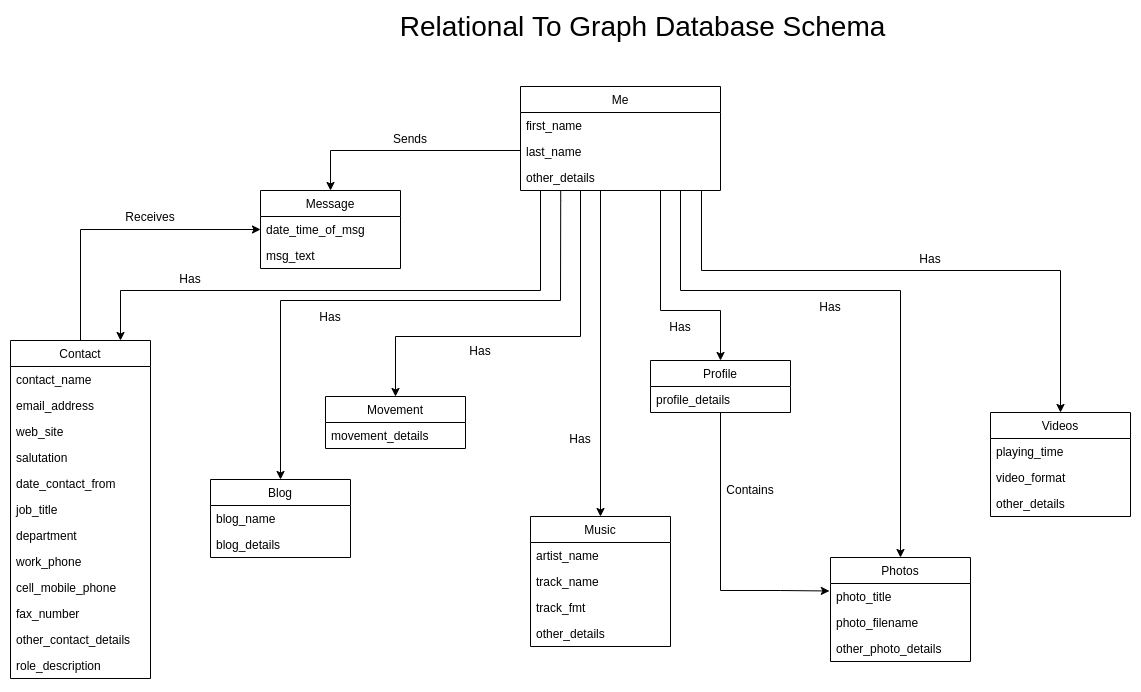 Relational To Graph Database Schema
Me
first_name
last_name
other_details
Sends
Message
date_time_of_msg
msg_text
Receives
Has
Has
Has
Has
Has
Has
Has
Contact
contact_name
email_address
web_site
salutation
date_contact_from
job_title
department
work_phone
cell_mobile_phone
fax_number
other_contact_details
role_description
Blog
blog_name
blog_details
Movement
movement_details
Music
artist_name
track_name
track_fmt
other_details
Profile
profile_details
Contains
Photos
photo_title
photo_filename
other_photo_details
Videos
playing_time
video_format
other_details